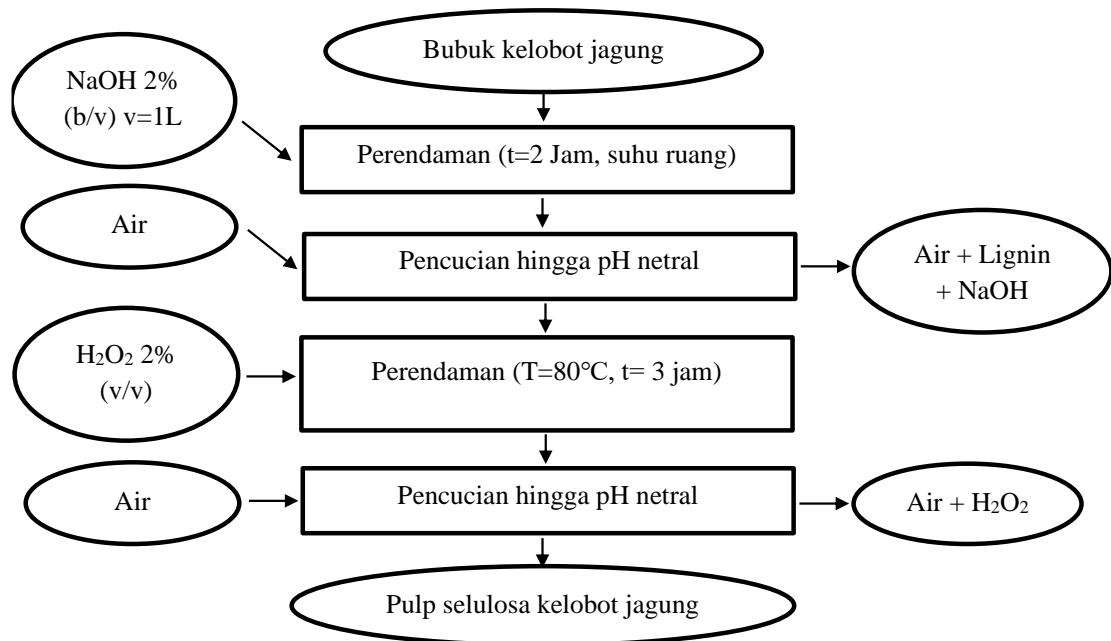 Bubuk kelobot jagung
NaOH 2%
(b/v) v=1L
Perendaman (t=2 Jam, suhu ruang)
Air
Pencucian hingga pH netral
Air + Lignin
+ NaOH
H₂O₂ 2%
(v/v)
Perendaman (T=80°C, t= 3 jam)
Air
Pencucian hingga pH netral
Air + H₂O₂
Pulp selulosa kelobot jagung